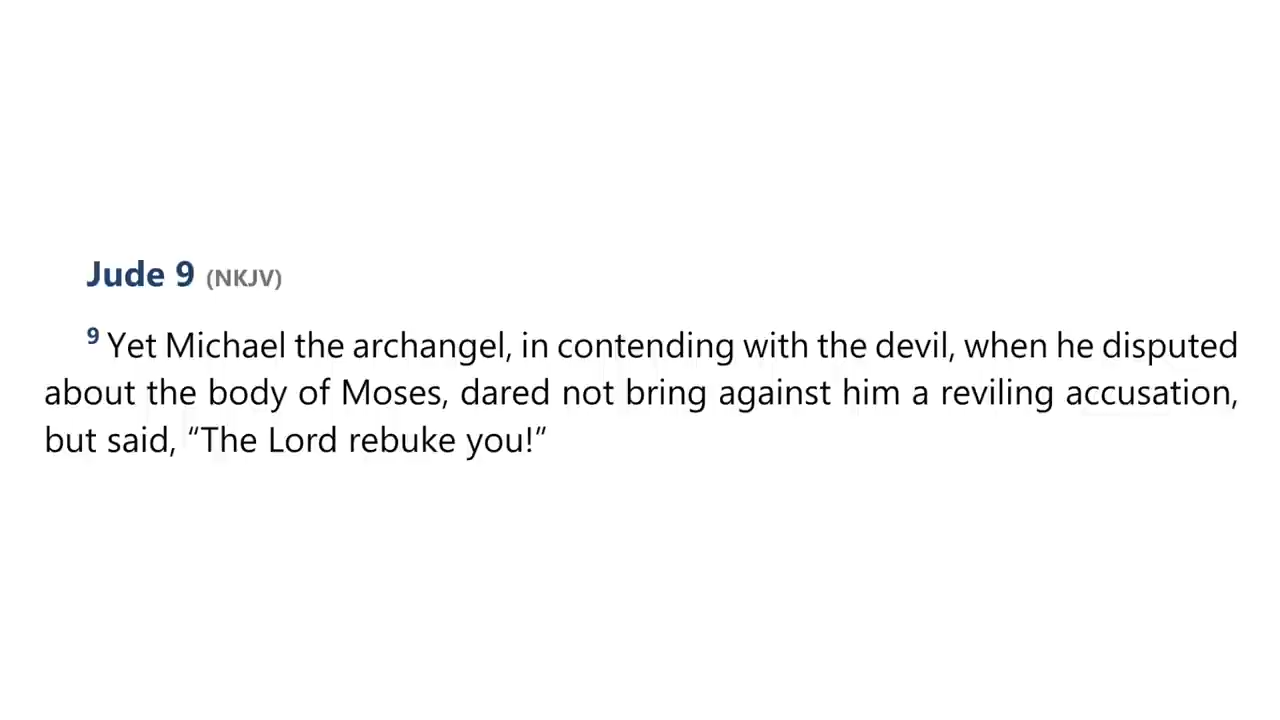 Jude 9 (NKJV)
9 Yet Michael the archangel, in contending with the devil, when he disputed
about the body of Moses, dared not bring against him a reviling accusation,
but said, “The Lord rebuke you!”